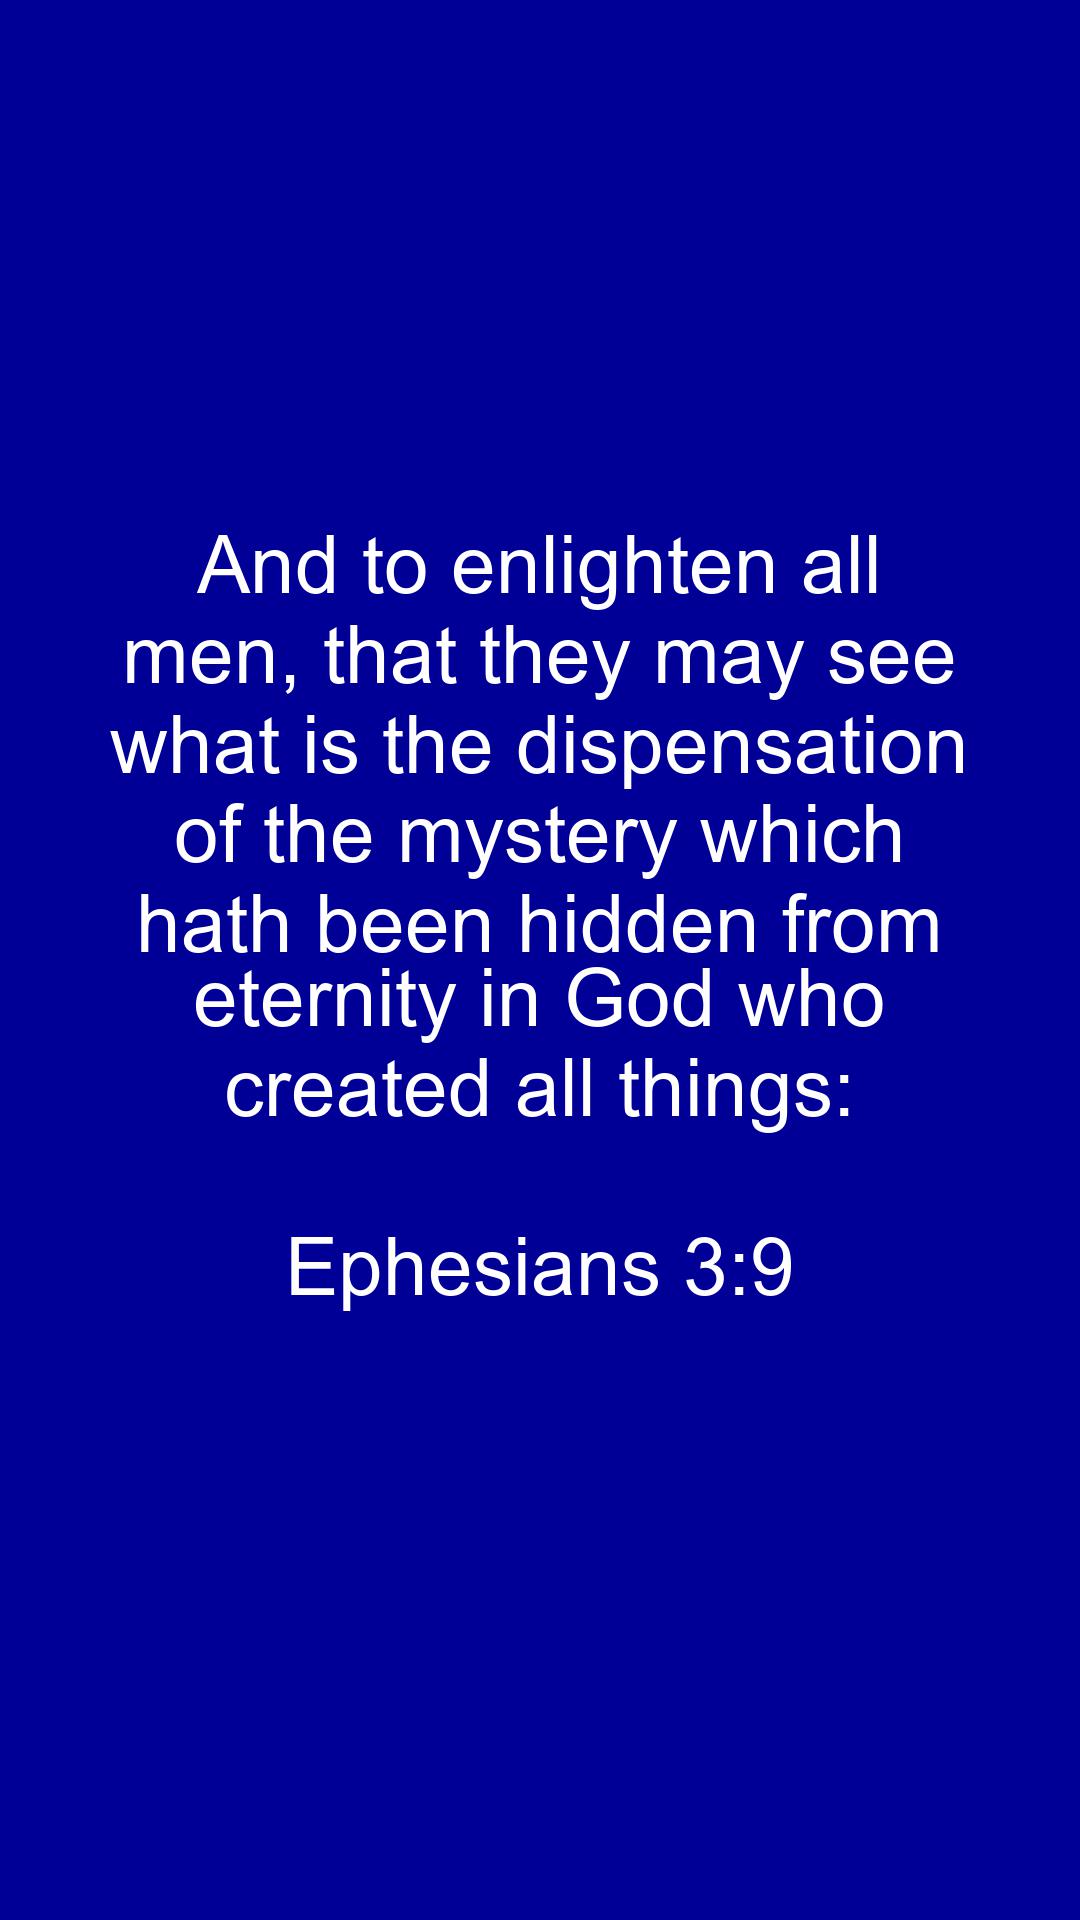 And to enlighten all
men, that they may see
what is the dispensation
of the mystery which
hath been hidden from
eternity in God who
created all things:
Ephesians 3:9